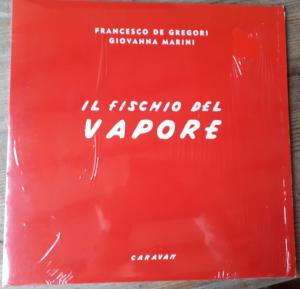 FRANCESCO DE GREGORI
GIOVANNA MARINI
IL FISCHIO DEL
VAPORE
CARAVAN